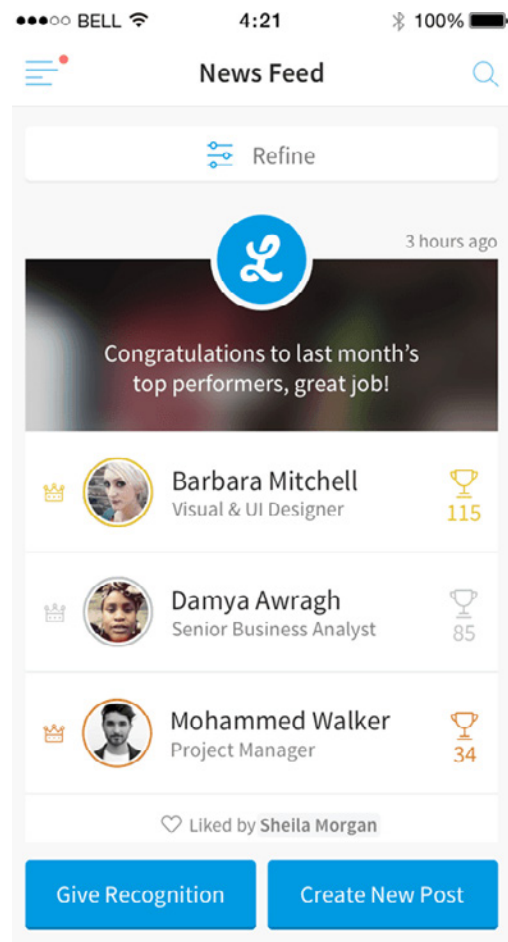 BELL 4:21 100%
News Feed
Refine
3 hours ago
L
Congratulations to last month's
top performers, great job!
Barbara Mitchell
Visual & UI Designer
115
Damya Awragh
Senior Business Analyst
85
Mohammed Walker
Project Manager
34
Liked by Sheila Morgan
Give Recognition
Create New Post